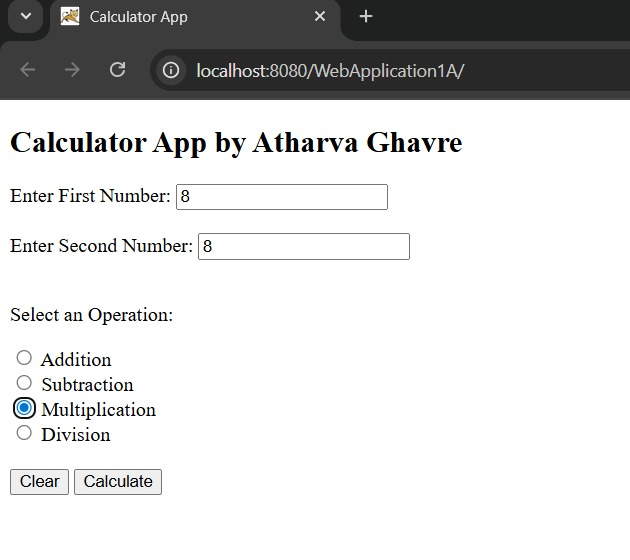 Calculator App
localhost:8080/WebApplication1A/
Calculator App by Atharva Ghavre
Enter First Number: 8
Enter Second Number: 8
Select an Operation:
Addition
Subtraction
Multiplication
Division
Clear Calculate